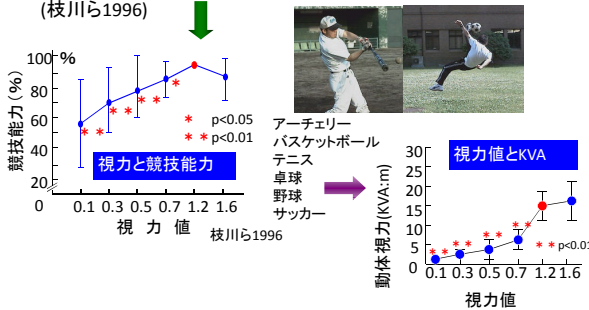 (枝川ら1996)
%
100
80
60
40
20
0
競技能力(%)
* *
* *
* *
* *
* p<0.05
* * p<0.01
視力と競技能力
0.1 0.3 0.5 0.7 1.2 1.6
視 力 値
枝川ら1996
アーチェリー
バスケットボール
テニス
卓球
野球
サッカー
視力値とKVA
動体視力(KVA:m)
30
25
20
15
10
5
0
* *
* *
* *
* *
* * p<0.01
0.1 0.3 0.5 0.7 1.2 1.6
視力値